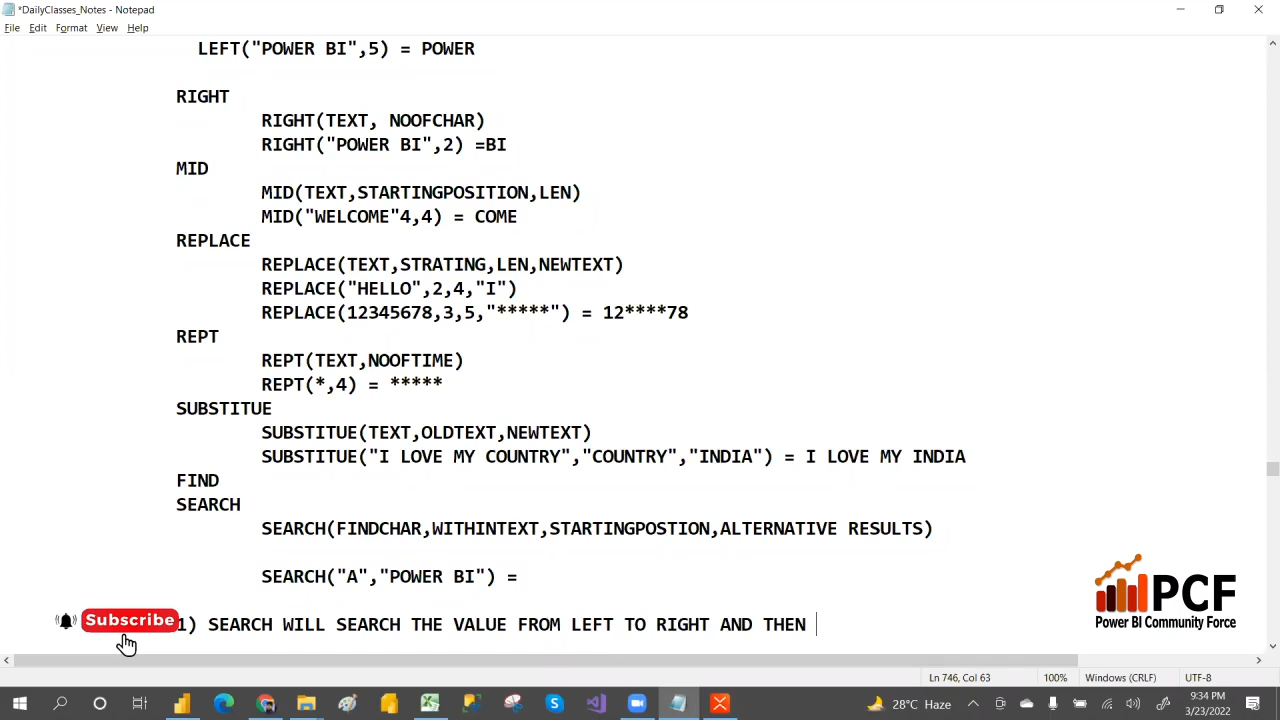 *DailyClasses_Notes - Notepad
File Edit Format View Help
LEFT("POWER BI",5) = POWER
RIGHT
RIGHT(TEXT, NOOFCHAR)
RIGHT("POWER BI",2) =BI
MID
MID(TEXT,STARTINGPOSITION,LEN)
MID("WELCOME"4,4) = COME
REPLACE
REPLACE(TEXT,STRATING,LEN,NEWTEXT)
REPLACE("HELLO",2,4,"I")
REPLACE(12345678,3,5,"*****") = 12****78
REPT
REPT(TEXT,NOOFTIME)
REPT(*,4) = *****
SUBSTITUE
SUBSTITUE(TEXT,OLDTEXT,NEWTEXT)
SUBSTITUE("I LOVE MY COUNTRY","COUNTRY","INDIA") = I LOVE MY INDIA
FIND
SEARCH
SEARCH(FINDCHAR,WITHINTEXT,STARTINGPOSTION,ALTERNATIVE RESULTS)
SEARCH("A","POWER BI") =
1) SEARCH WILL SEARCH THE VALUE FROM LEFT TO RIGHT AND THEN
Subscribe
PCF
Power BI Community Force
Ln 746, Col 63 100% Windows (CRLF) UTF-8
28°C Haze
9:34 PM
3/23/2022